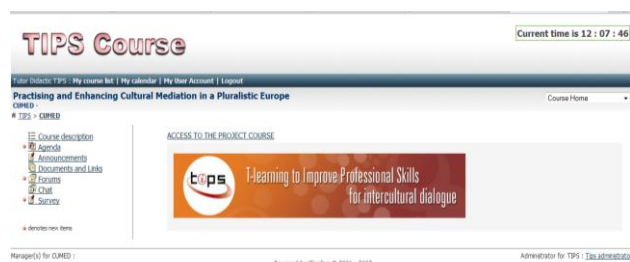 TIPS Course
Current time is 12 : 07 : 46
Tutor Didactic TIPS : My course list | My calendar | My User Account | Logout
Practising and Enhancing Cultural Mediation in a Pluralistic Europe
CUMED -
Course Home
TIPS > CUMED
Course description
Agenda
Announcements
Documents and Links
Forums
Chat
Survey
denotes new items
ACCESS TO THE PROJECT COURSE
t@ps
T-learning to Improve Professional Skills
for intercultural dialogue
Manager(s) for CUMED :
Administrator for TIPS : Tips administrator